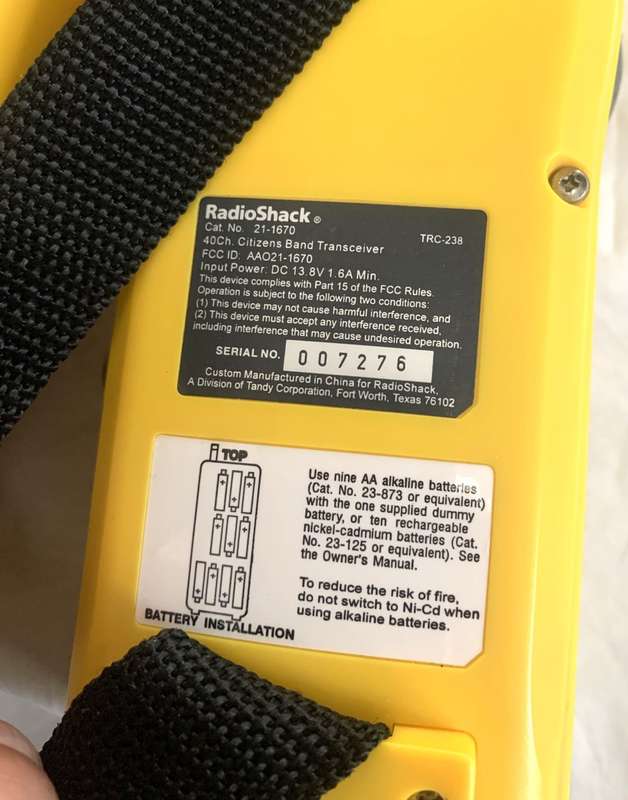 RadioShack®
Cat. No. 21-1670
TRC-238
40Ch. Citizens Band Transceiver
FCC ID: AAO21-1670
Input Power: DC 13.8V 1.6A Min.
This device complies with Part 15 of the FCC Rules.
Operation is subject to the following two conditions:
(1) This device may not cause harmful interference, and
(2) This device must accept any interference received,
including interference that may cause undesired operation.
SERIAL NO. 007276
Custom Manufactured in China for RadioShack,
A Division of Tandy Corporation, Fort Worth, Texas 76102
TOP
Use nine AA alkaline batteries
(Cat. No. 23-873 or equivalent)
with the one supplied dummy
battery, or ten rechargeable
nickel-cadmium batteries (Cat.
No. 23-125 or equivalent). See
the Owner's Manual.
To reduce the risk of fire,
do not switch to Ni-Cd when
using alkaline batteries.
BATTERY INSTALLATION